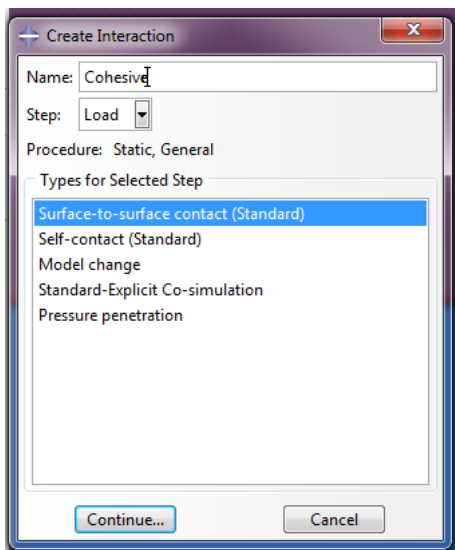 Create Interaction
Name: Cohesive
Step: Load
Procedure: Static, General
Types for Selected Step
Surface-to-surface contact (Standard)
Self-contact (Standard)
Model change
Standard-Explicit Co-simulation
Pressure penetration
Continue... Cancel